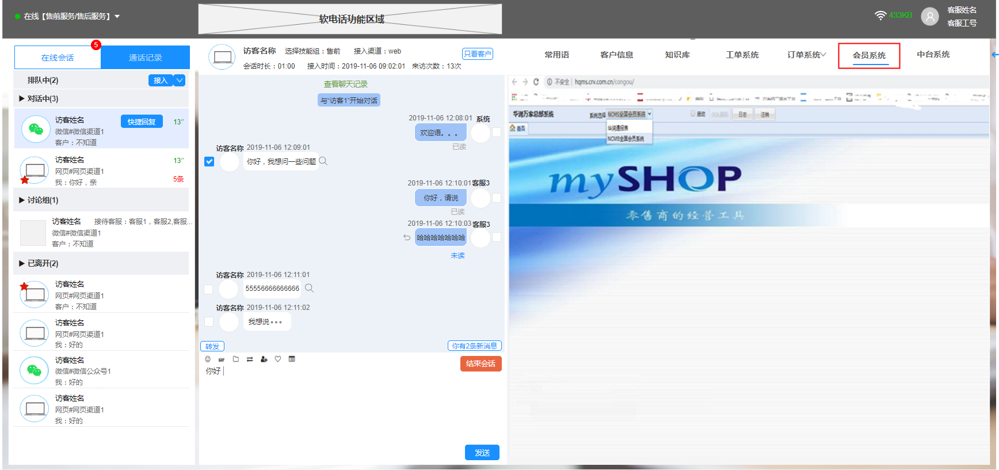 在线【售前服务/售后服务】
软电话功能区域
433KB
客服姓名
客服工号
在线会话
5
通话记录
排队中(2)
接入
对话中(3)
访客姓名
快捷回复
13''
微信#微信渠道1
客户：不知道
访客姓名
13''
网页#网页渠道1
我：你好，亲
5条
讨论组(1)
访客姓名
接待客服：客服1，客服2,客服...
微信#微信渠道1
客户：不知道
已离开(2)
访客姓名
网页#网页渠道1
客户：不知道
访客姓名
网页#网页渠道1
我：好的
访客姓名
微信#微信公众号1
我：好的
访客姓名
网页#网页渠道1
我：好的
访客名称
选择技能组：售前
接入渠道：web
只看客户
会话时长：01:00
接入时间：2019-11-06 09:02:01
来访次数：13次
查看聊天记录
与“访客1”开始对话
2019-11-06 12:08:01 系统
欢迎语。。。
已读
访客名称 2019-11-06 12:09:01
你好，我想问一些问题
2019-11-06 12:10:01 客服3
你好，请说
已读
2019-11-06 12:10:03 客服3
哈哈哈哈哈哈哈
未读
访客名称 2019-11-06 12:11:01
55556666666666
访客名称 2019-11-06 12:11:02
我想说
转发
你有2条新消息
GIF
结束会话
你好
发送
常用语
客户信息
知识库
工单系统
订单系统
会员系统
中台系统
不安全 | hqms.crv.com.cn/congou/
华润万家总部系统
系统选择
NCMS全国会员系统
启动
日志
注销
华润通报表
NCMS全国会员系统
首页
mySHOP
零售商的经营工具